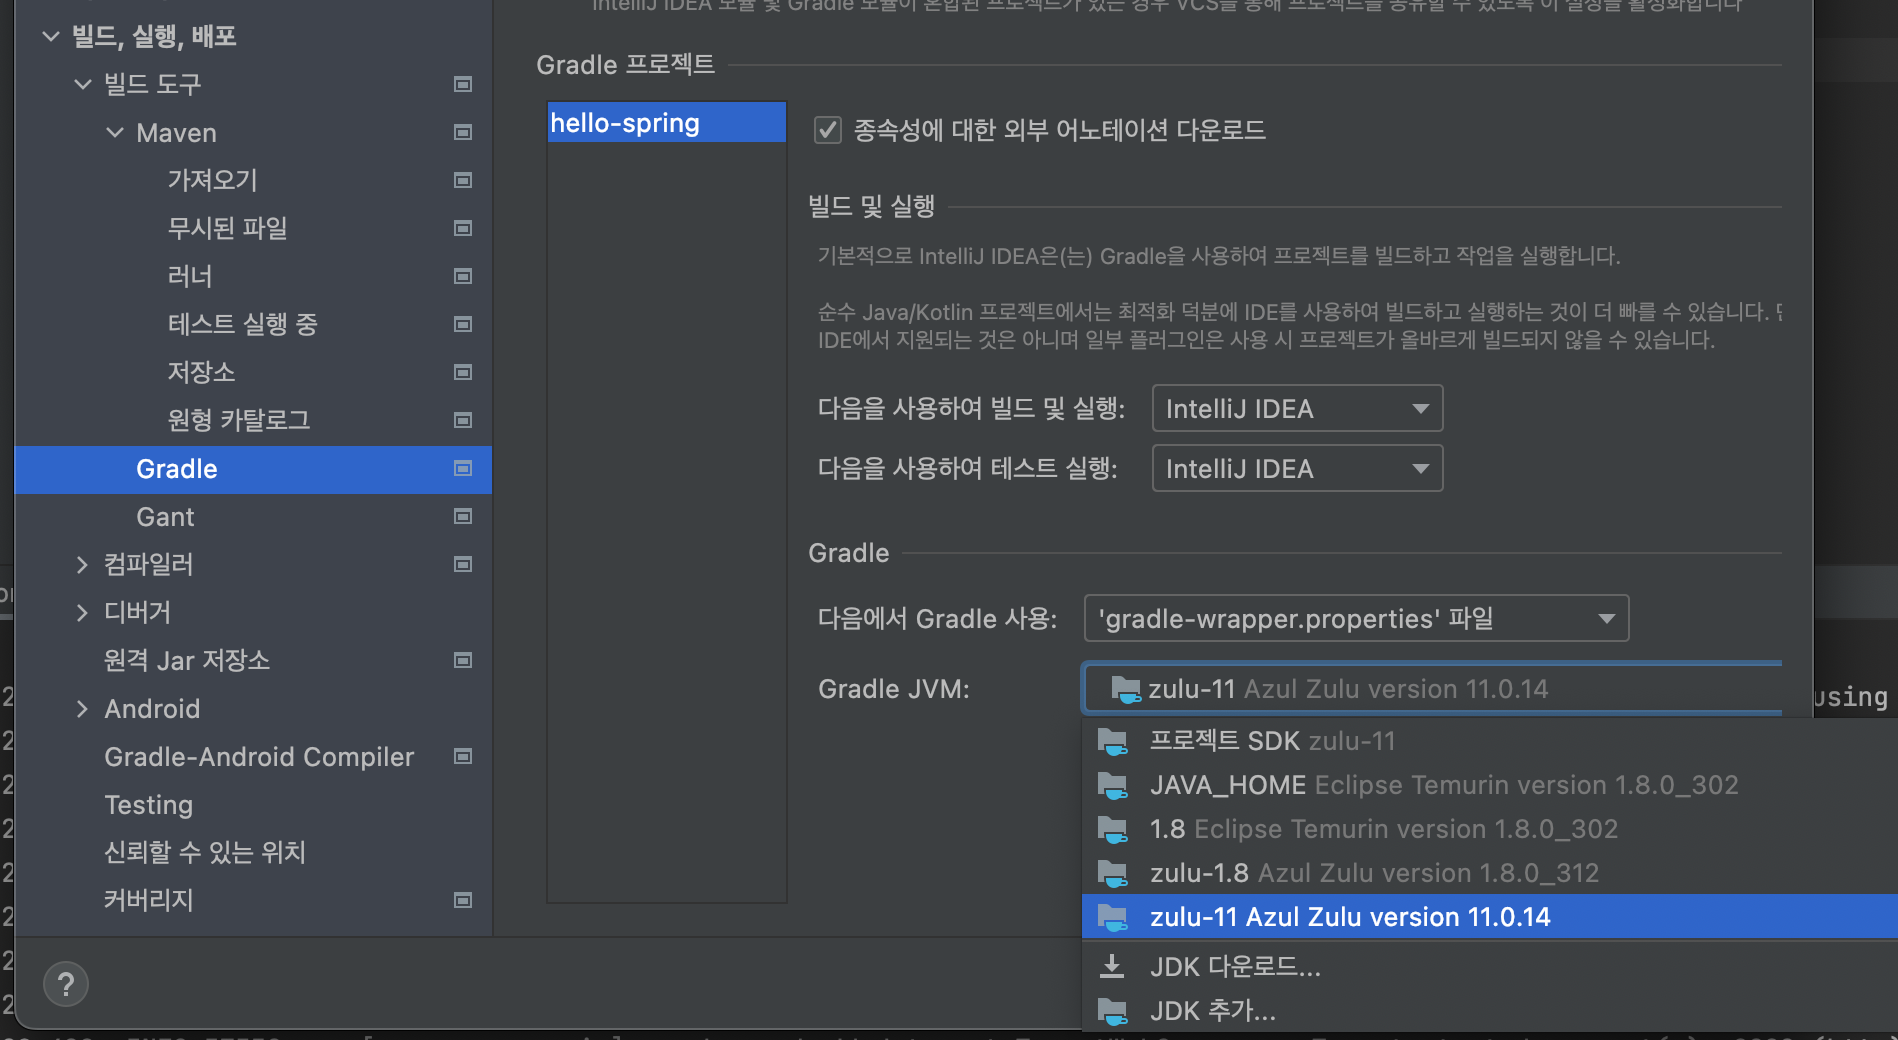 IntelliJ IDEA 모듈 및 Gradle 모듈이 혼합된 프로젝트가 있는 경우 VCS를 통해 프로젝트를 공유할 수 있도록 이 설정을 활성화합니다
빌드, 실행, 배포
빌드 도구
Maven
가져오기
무시된 파일
러너
테스트 실행 중
저장소
원형 카탈로그
Gradle
Gant
컴파일러
디버거
원격 Jar 저장소
Android
Gradle-Android Compiler
Testing
신뢰할 수 있는 위치
커버리지
?
Gradle 프로젝트
hello-spring
종속성에 대한 외부 어노테이션 다운로드
빌드 및 실행
기본적으로 IntelliJ IDEA은(는) Gradle을 사용하여 프로젝트를 빌드하고 작업을 실행합니다.
순수 Java/Kotlin 프로젝트에서는 최적화 덕분에 IDE를 사용하여 빌드하고 실행하는 것이 더 빠를 수 있습니다.
IDE에서 지원되는 것은 아니며 일부 플러그인은 사용 시 프로젝트가 올바르게 빌드되지 않을 수 있습니다.
다음을 사용하여 빌드 및 실행: IntelliJ IDEA
다음을 사용하여 테스트 실행: IntelliJ IDEA
Gradle
다음에서 Gradle 사용: 'gradle-wrapper.properties' 파일
Gradle JVM: zulu-11 Azul Zulu version 11.0.14
프로젝트 SDK zulu-11
JAVA_HOME Eclipse Temurin version 1.8.0_302
1.8 Eclipse Temurin version 1.8.0_302
zulu-1.8 Azul Zulu version 1.8.0_312
zulu-11 Azul Zulu version 11.0.14
JDK 다운로드...
JDK 추가...
using